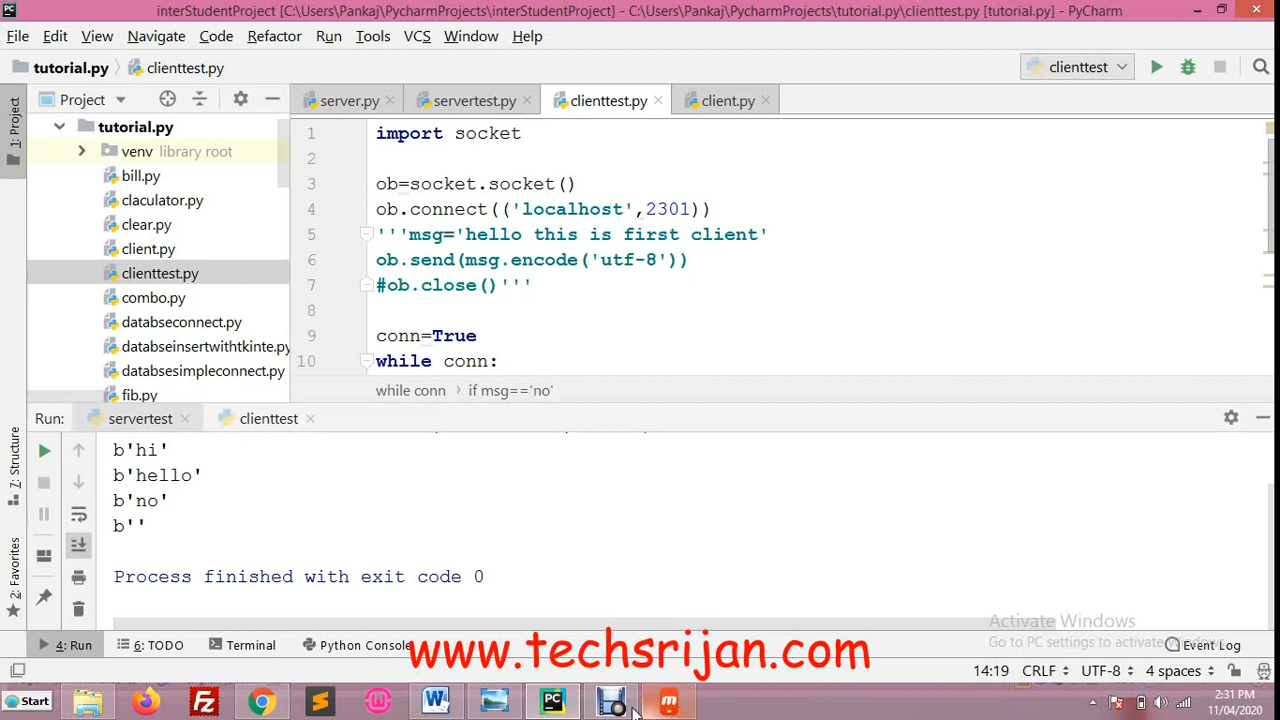 interStudentProject [C:\Users\Pankaj\PycharmProjects\interStudentProject] - C:\Users\Pankaj\PycharmProjects\tutorial.py\clienttest.py [tutorial.py] - PyCharm
File Edit View Navigate Code Refactor Run Tools VCS Window Help
tutorial.py clienttest.py clienttest
1: Project Project server.py servertest.py clienttest.py client.py
tutorial.py
venv library root
bill.py
claculator.py
clear.py
client.py
clienttest.py
combo.py
databseconnect.py
databseinsertwithtkinte.py
databsesimpleconnect.py
fib.py
1 import socket
2
3 ob=socket.socket()
4 ob.connect(('localhost',2301))
5 '''msg='hello this is first client'
6 ob.send(msg.encode('utf-8'))
7 #ob.close()'''
8
9 conn=True
10 while conn:
while conn if msg=='no'
Run: servertest clienttest
b'hi'
b'hello'
b'no'
b''
Process finished with exit code 0
7: Structure
2: Favorites
Activate Windows
Go to PC settings to activate Windows.
4: Run 6: TODO Terminal Python Console Event Log
www.techsrijan.com
14:19 CRLF UTF-8 4 spaces
Start
2:31 PM
11/04/2020